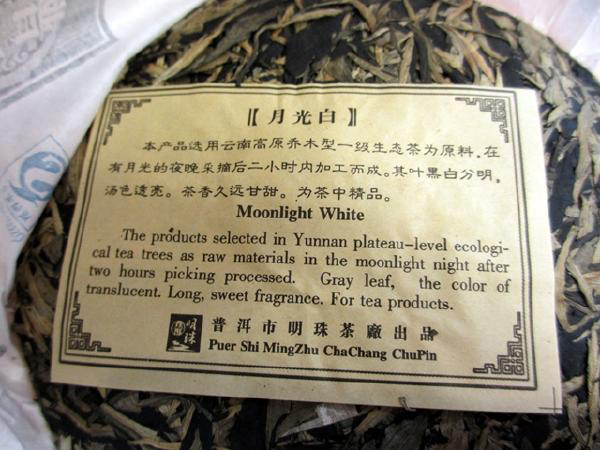 〖月光白〗
本产品选用云南高原乔木型一级生态茶为原料，在
有月光的夜晚采摘后二小时内加工而成。其叶黑白分明，
汤色透亮。茶香久远甘甜。为茶中精品。
Moonlight White
The products selected in Yunnan plateau-level ecologi-
cal tea trees as raw materials in the moonlight night after
two hours picking processed. Gray leaf, the color of
translucent. Long, sweet fragrance. For tea products.
明珠
普洱市明珠茶廠出品
Puer Shi MingZhu ChaChang ChuPin